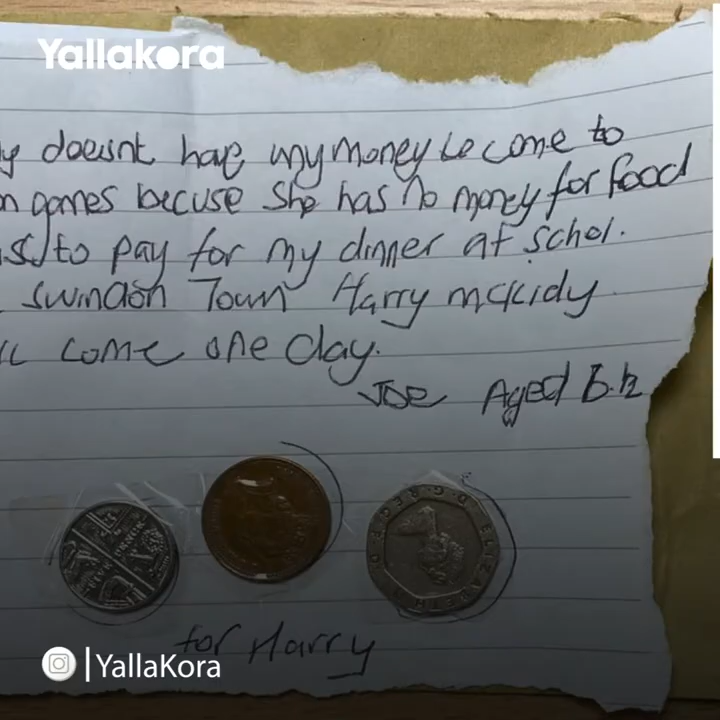 Yallakora
doesnt have my money to come to
games becuse She has no money for food
to pay for my dinner at schol.
Swindon Town Harry mckidy
come one day.
Joe Aged 6.½
for Harry
YallaKora